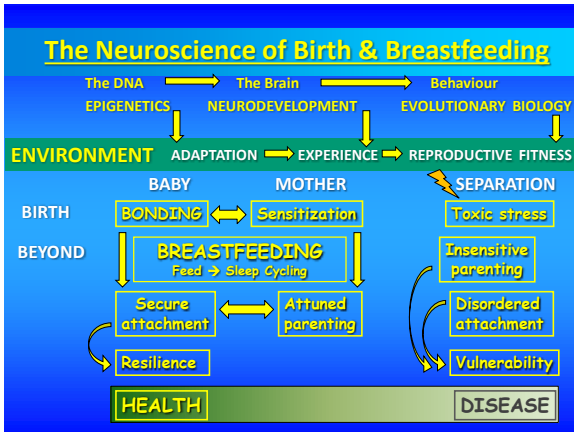 The Neuroscience of Birth & Breastfeeding
The DNA The Brain Behaviour
EPIGENETICS NEURODEVELOPMENT EVOLUTIONARY BIOLOGY
ENVIRONMENT ADAPTATION EXPERIENCE REPRODUCTIVE FITNESS
BABY MOTHER SEPARATION
BIRTH BONDING Sensitization Toxic stress
BEYOND BREASTFEEDING Insensitive
Feed → Sleep Cycling parenting
Secure Attuned Disordered
attachment parenting attachment
Resilience Vulnerability
HEALTH DISEASE